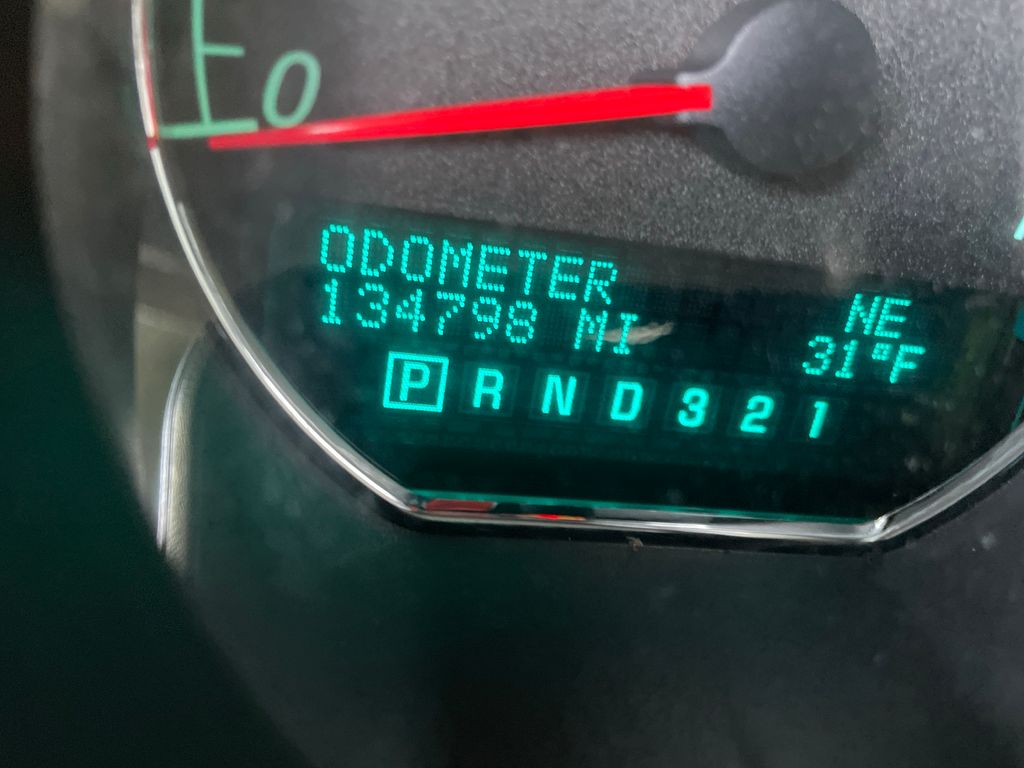 0
ODOMETER
134798 MI
NE
31°F
P R N D 3 2 1